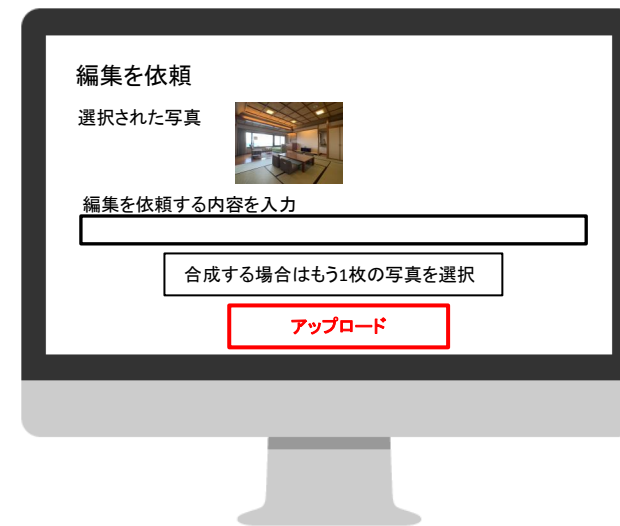 編集を依頼
選択された写真
編集を依頼する内容を入力
合成する場合はもう1枚の写真を選択
アップロード